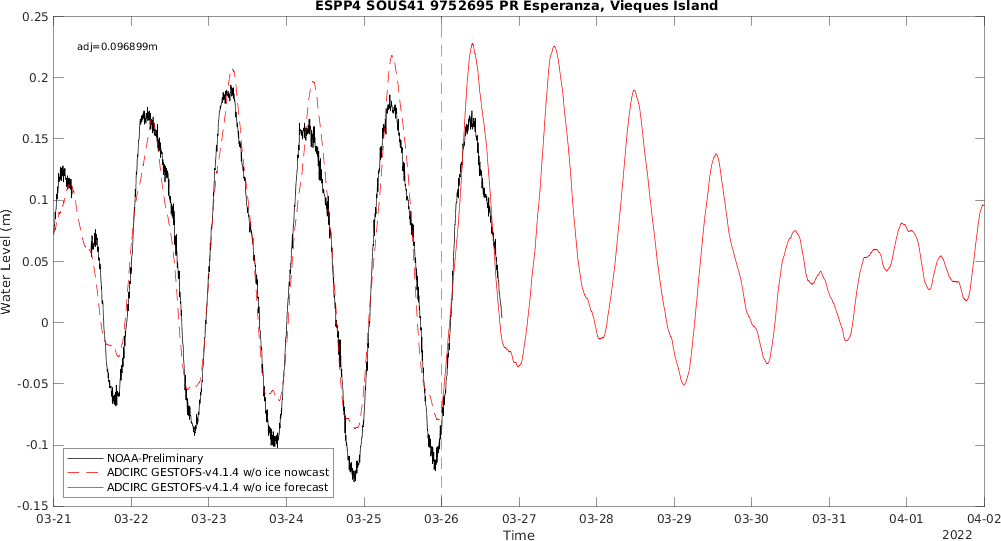 ESPP4 SOUS41 9752695 PR Esperanza, Vieques Island
0.25
adj=0.096899m
0.2
0.15
0.1
Water Level (m)
0.05
0
-0.05
-0.1
NOAA-Preliminary
ADCIRC GESTOFS-v4.1.4 w/o ice nowcast
ADCIRC GESTOFS-v4.1.4 w/o ice forecast
-0.15
03-21 03-22 03-23 03-24 03-25 03-26 03-27 03-28 03-29 03-30 03-31 04-01 04-02
Time
2022